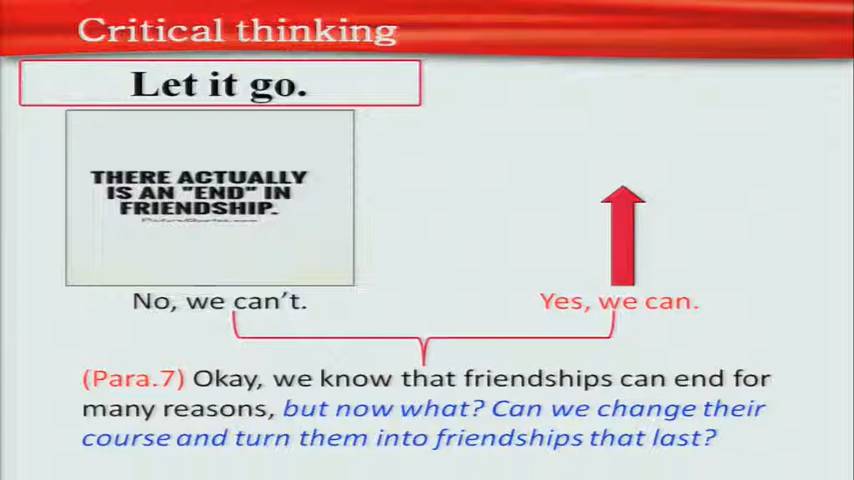 Critical thinking
Let it go.
THERE ACTUALLY
IS AN "END" IN
FRIENDSHIP.
No, we can't.
Yes, we can.
(Para.7) Okay, we know that friendships can end for
many reasons, but now what? Can we change their
course and turn them into friendships that last?